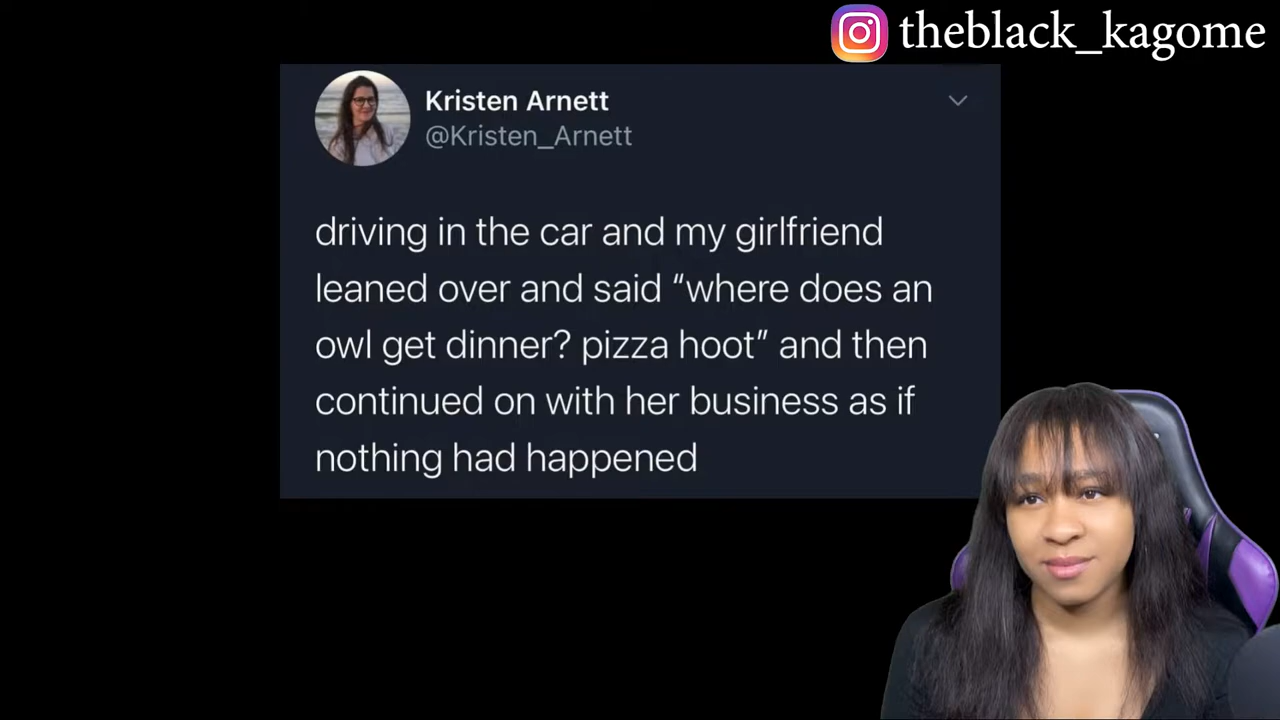 theblack_kagome
Kristen Arnett
@Kristen_Arnett
driving in the car and my girlfriend
leaned over and said “where does an
owl get dinner? pizza hoot” and then
continued on with her business as if
nothing had happened